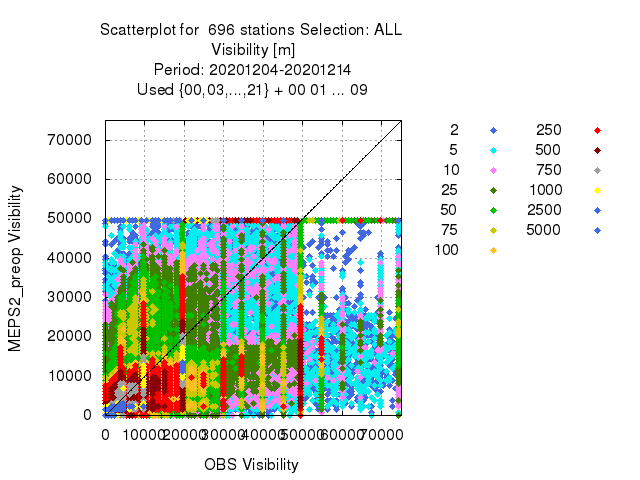 Scatterplot for  696 stations Selection: ALL
Visibility [m]
Period: 20201204-20201214
Used {00,03,...,21} + 00 01 ... 09
MEPS2_preop Visibility
70000
60000
50000
40000
30000
20000
10000
0
0 10000 20000 30000 40000 50000 60000 70000
OBS Visibility
2 250
5 500
10 750
25 1000
50 2500
75 5000
100